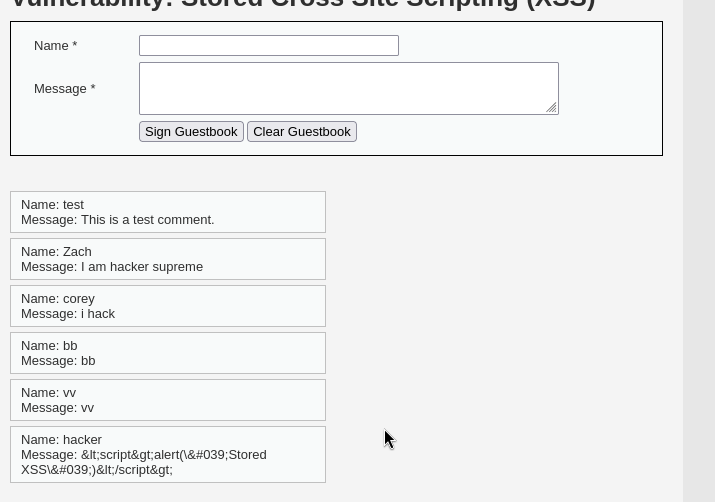 Vulnerability: Stored Cross Site Scripting (XSS)
Name *
Message *
Sign Guestbook Clear Guestbook
Name: test
Message: This is a test comment.
Name: Zach
Message: I am hacker supreme
Name: corey
Message: i hack
Name: bb
Message: bb
Name: vv
Message: vv
Name: hacker
Message: &lt;script&gt;alert(\&#039;Stored
XSS\&#039;)&lt;/script&gt;